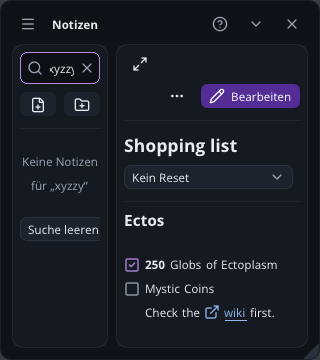 Notizen
xyzzy
Bearbeiten
Keine Notizen
für „xyzzy“
Suche leeren
Shopping list
Kein Reset
Ectos
250 Globs of Ectoplasm
Mystic Coins
Check the wiki first.